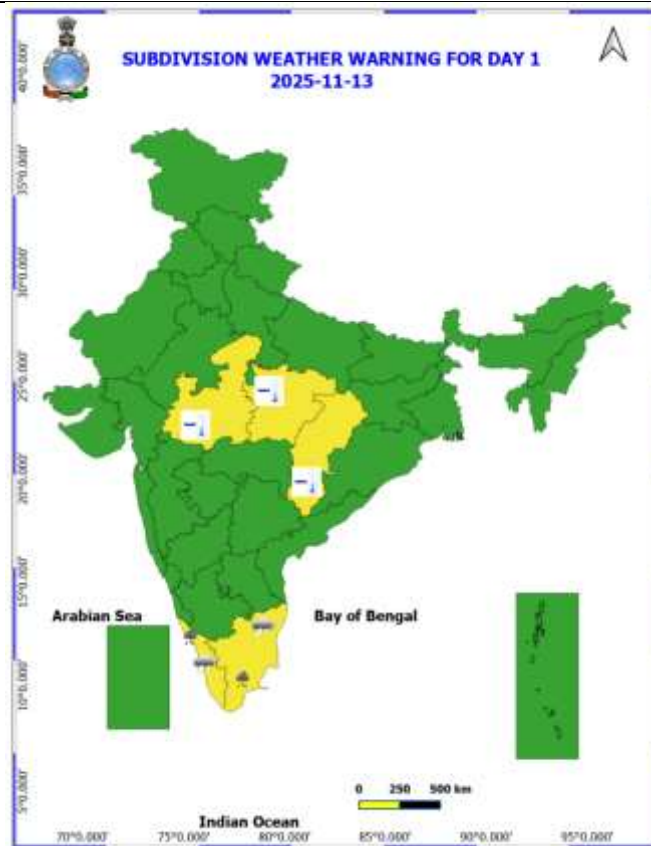 SUBDIVISION WEATHER WARNING FOR DAY 1
2025-11-13
40°0.000'
35°0.000'
30°0.000'
25°0.000'
20°0.000'
15°0.000'
10°0.000'
5°0.000'
Arabian Sea
Bay of Bengal
0 250 500 km
Indian Ocean
70°0.000' 75°0.000' 80°0.000' 85°0.000' 90°0.000' 95°0.000'